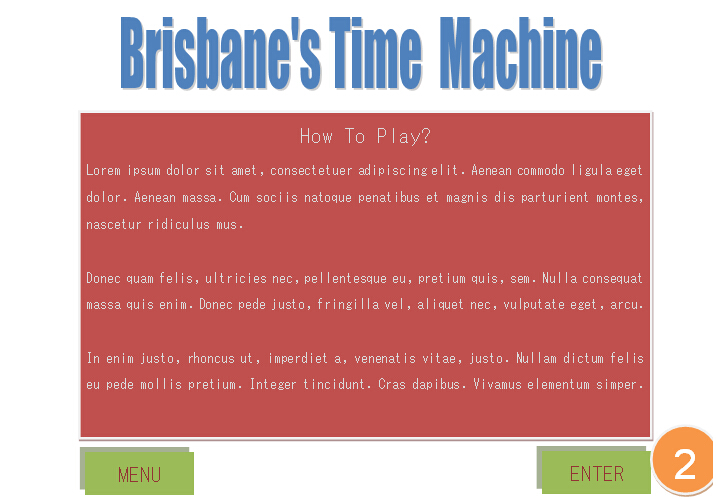 Brisbane's Time Machine
How To Play?
Lorem ipsum dolor sit amet, consectetuer adipiscing elit. Aenean commodo ligula eget
dolor. Aenean massa. Cum sociis natoque penatibus et magnis dis parturient montes,
nascetur ridiculus mus.
Donec quam felis, ultricies nec, pellentesque eu, pretium quis, sem. Nulla consequat
massa quis enim. Donec pede justo, fringilla vel, aliquet nec, vulputate eget, arcu.
In enim justo, rhoncus ut, imperdiet a, venenatis vitae, justo. Nullam dictum felis
eu pede mollis pretium. Integer tincidunt. Cras dapibus. Vivamus elementum simper.
MENU
ENTER
2